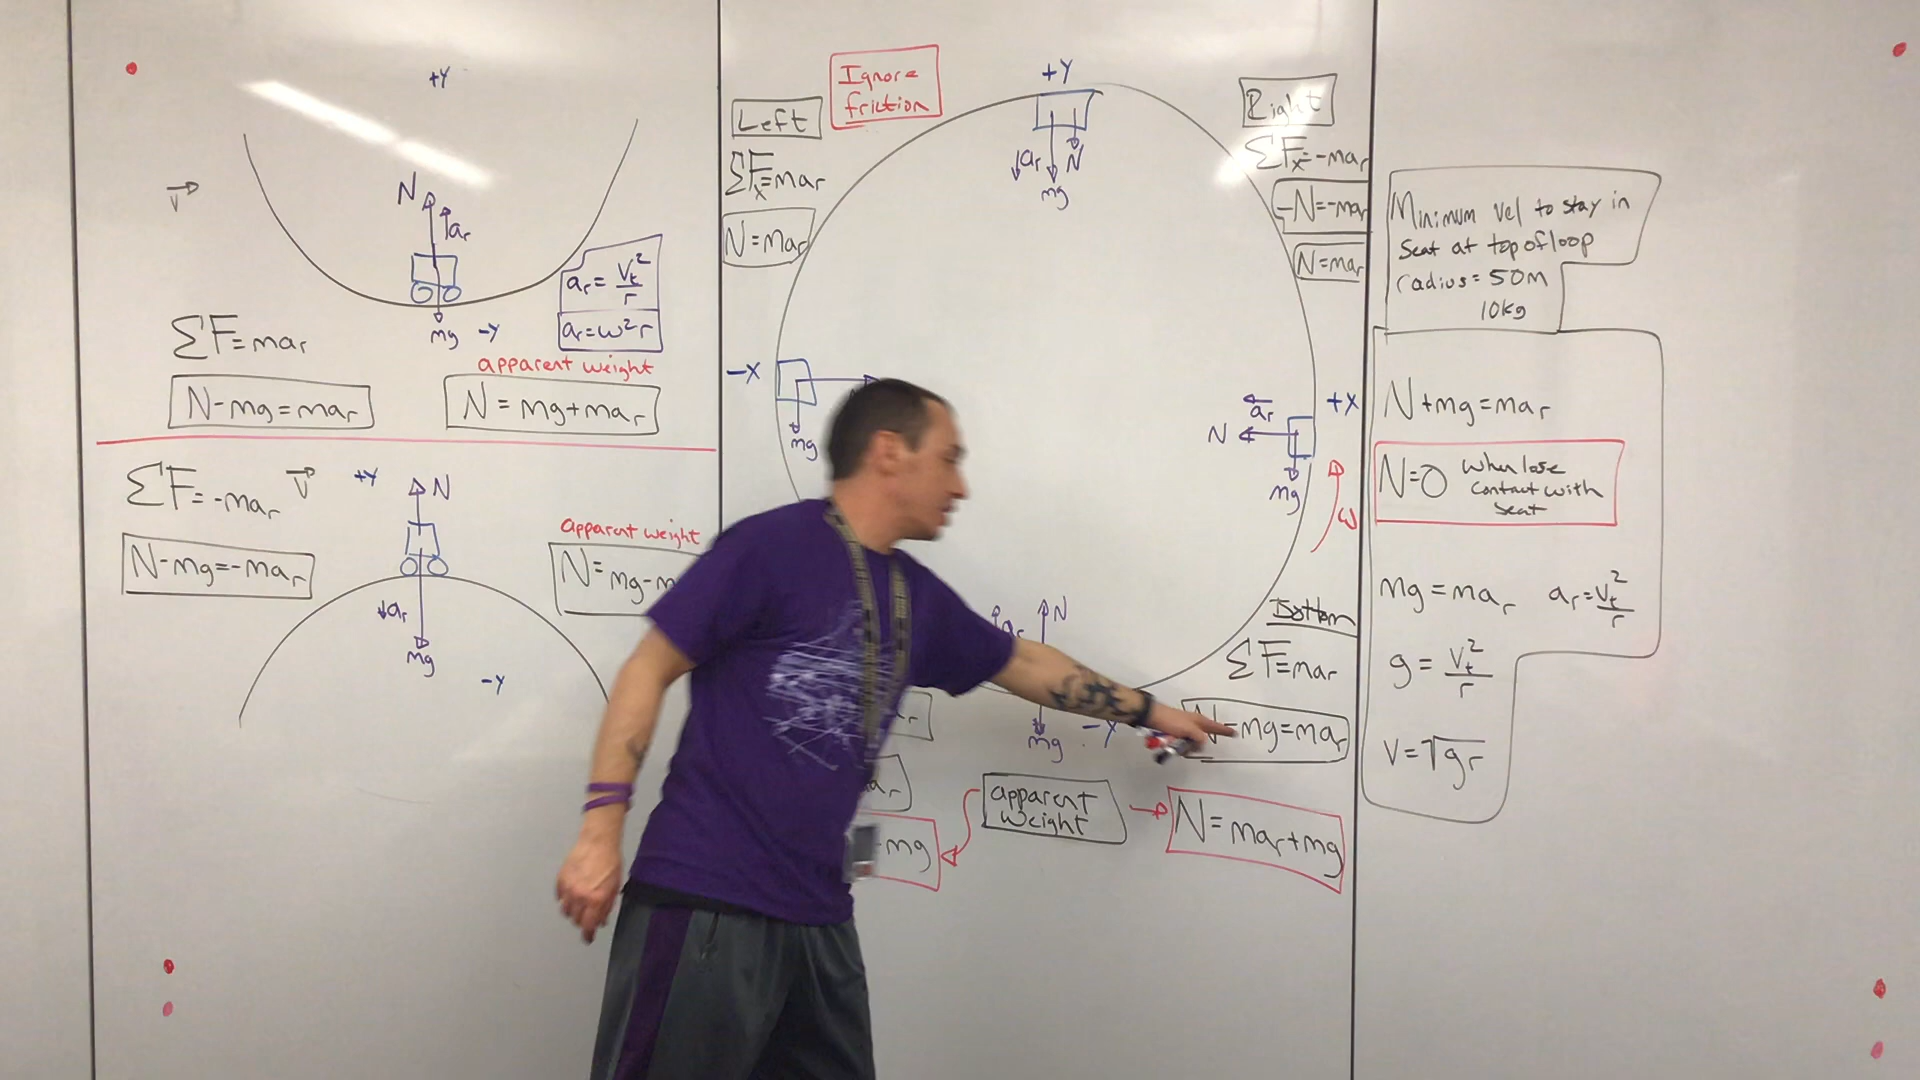 +Y
V
N
ar
ar = Vt²/r
ar = ω²r
mg
-Y
ΣF = mar
apparent weight
N-mg = mar
N = mg+mar
ΣF = -mar
V
+Y
N
N-mg = -mar
apparent weight
N = mg-m
ar
mg
-Y
Ignore
friction
Left
ΣFx = mar
N = mar
+Y
ar
N
mg
Right
ΣFx = -mar
-N = -mar
N = mar
-X
mg
+X
ar
N
mg
ω
ar
N
mg
-Y
Bottom
ΣF = mar
N-mg = mar
ar
ar
-mg
apparent
weight
N = mar+mg
Minimum Vel to stay in
Seat at top of loop
radius = 50m
10kg
N+mg = mar
N=0 when lose
contact with
seat
mg = mar ar = Vt²/r
g = Vt²/r
V = √gr